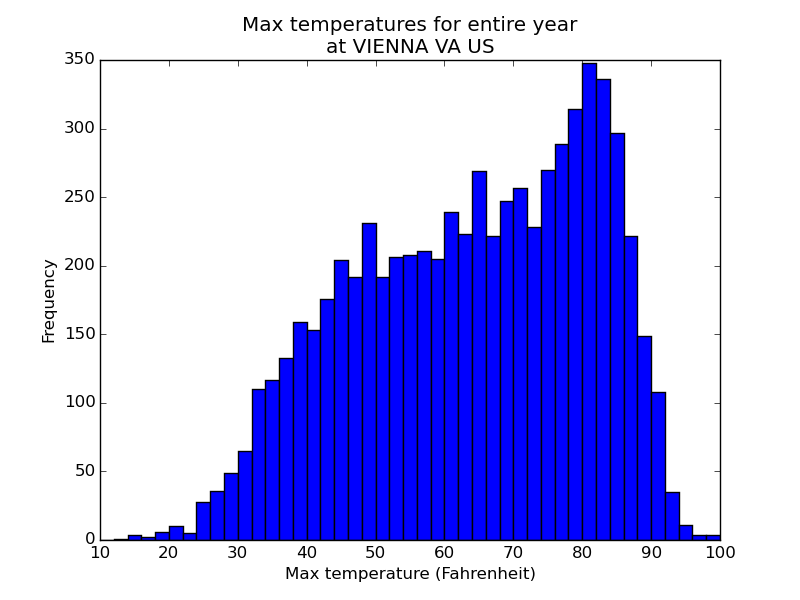 Max temperatures for entire year
at VIENNA VA US
350
300
250
200
150
100
50
0
Frequency
10 20 30 40 50 60 70 80 90 100
Max temperature (Fahrenheit)